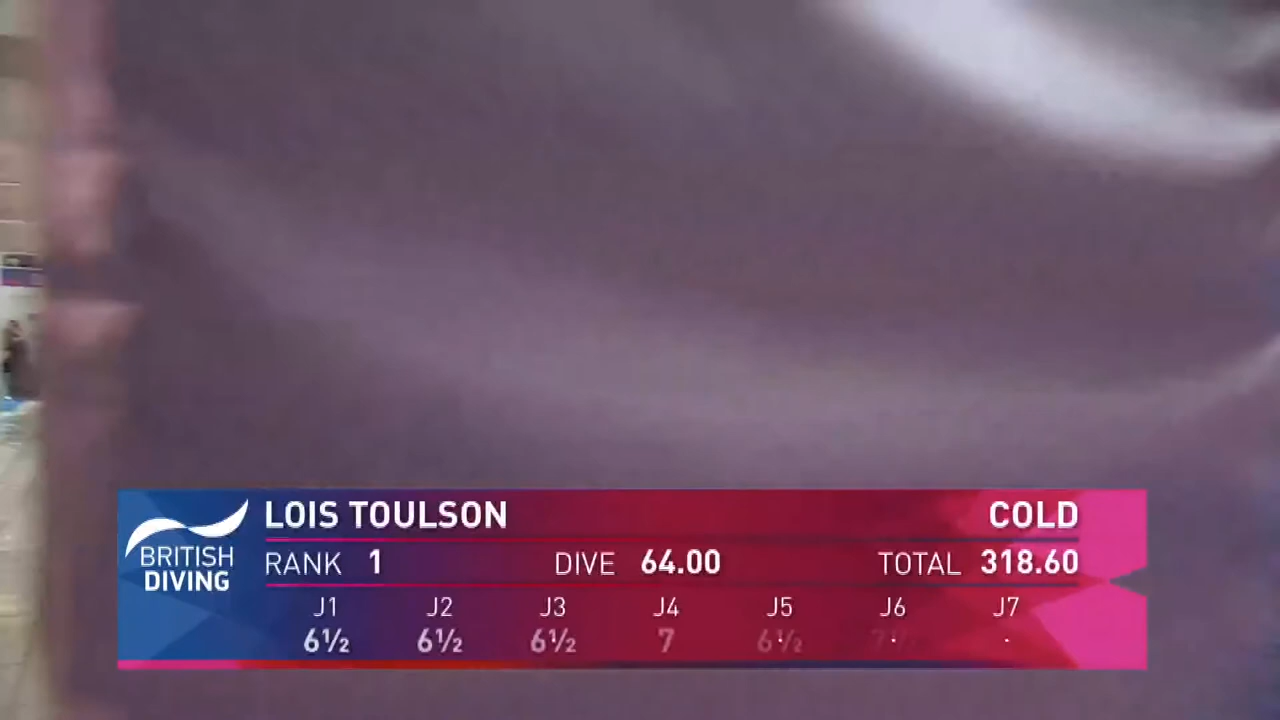 LOIS TOULSON COLD
BRITISH DIVING
RANK 1 DIVE 64.00 TOTAL 318.60
J1 J2 J3 J4 J5 J6 J7
6½ 6½ 6½ 7 6½